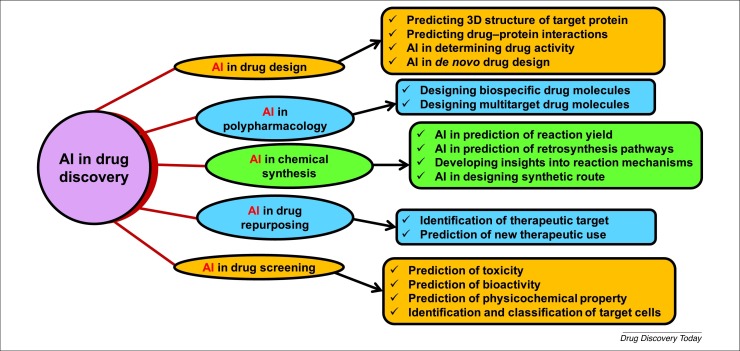 AI in drug
discovery
AI in drug design
✓ Predicting 3D structure of target protein
✓ Predicting drug–protein interactions
✓ AI in determining drug activity
✓ AI in de novo drug design
AI in
polypharmacology
✓ Designing biospecific drug molecules
✓ Designing multitarget drug molecules
AI in chemical
synthesis
✓ AI in prediction of reaction yield
✓ AI in prediction of retrosynthesis pathways
✓ Developing insights into reaction mechanisms
✓ AI in designing synthetic route
AI in drug
repurposing
✓ Identification of therapeutic target
✓ Prediction of new therapeutic use
AI in drug screening
✓ Prediction of toxicity
✓ Prediction of bioactivity
✓ Prediction of physicochemical property
✓ Identification and classification of target cells
Drug Discovery Today